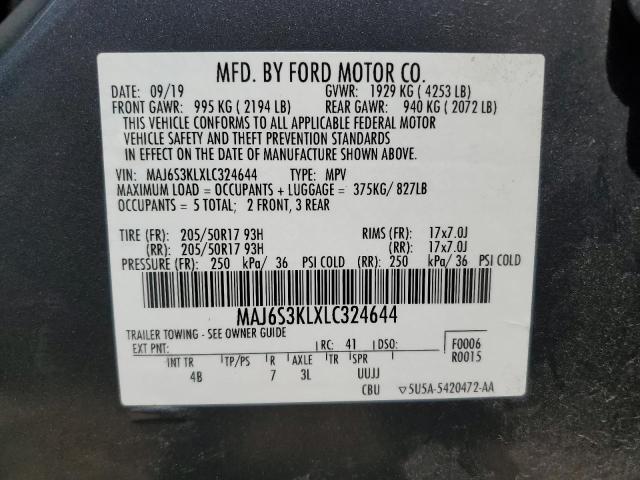 MFD. BY FORD MOTOR CO.
DATE: 09/19 GVWR: 1929 KG ( 4253 LB)
FRONT GAWR: 995 KG ( 2194 LB) REAR GAWR: 940 KG ( 2072 LB)
THIS VEHICLE CONFORMS TO ALL APPLICABLE FEDERAL MOTOR
VEHICLE SAFETY AND THEFT PREVENTION STANDARDS
IN EFFECT ON THE DATE OF MANUFACTURE SHOWN ABOVE.
VIN: MAJ6S3KLXLC324644 TYPE: MPV
MAXIMUM LOAD = OCCUPANTS + LUGGAGE = 375KG/ 827LB
OCCUPANTS = 5 TOTAL; 2 FRONT, 3 REAR
TIRE (FR): 205/50R17 93H RIMS (FR): 17x7.0J
(RR): 205/50R17 93H (RR): 17x7.0J
PRESSURE (FR): 250 kPa/ 36 PSI COLD (RR): 250 kPa/ 36 PSI COLD
MAJ6S3KLXLC324644
TRAILER TOWING - SEE OWNER GUIDE
EXT PNT: RC: 41 DSO: F0006
R0015
INT TR TP/PS R AXLE TR SPR
4B 7 3L UUJJ
CBU ▽5U5A-5420472-AA